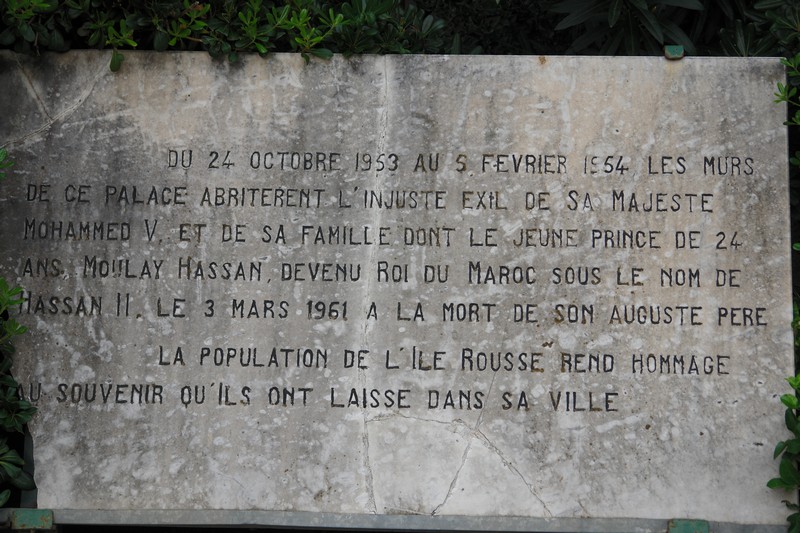 DU 24 OCTOBRE 1953 AU 5 FEVRIER 1954 LES MURS
DE CE PALACE ABRITERENT L'INJUSTE EXIL DE SA MAJESTE
MOHAMMED V, ET DE SA FAMILLE DONT LE JEUNE PRINCE DE 24
ANS, MOULAY HASSAN, DEVENU ROI DU MAROC SOUS LE NOM DE
HASSAN II, LE 3 MARS 1961 A LA MORT DE SON AUGUSTE PERE
LA POPULATION DE L'ILE ROUSSE REND HOMMAGE
AU SOUVENIR QU'ILS ONT LAISSE DANS SA VILLE